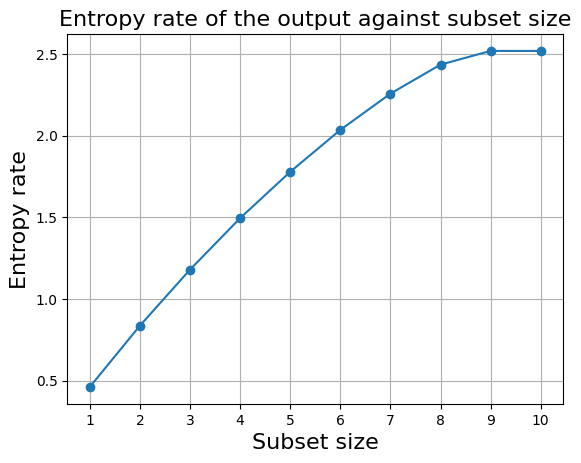 Entropy rate of the output against subset size
2.5
2.0
1.5
1.0
0.5
Entropy rate
1 2 3 4 5 6 7 8 9 10
Subset size